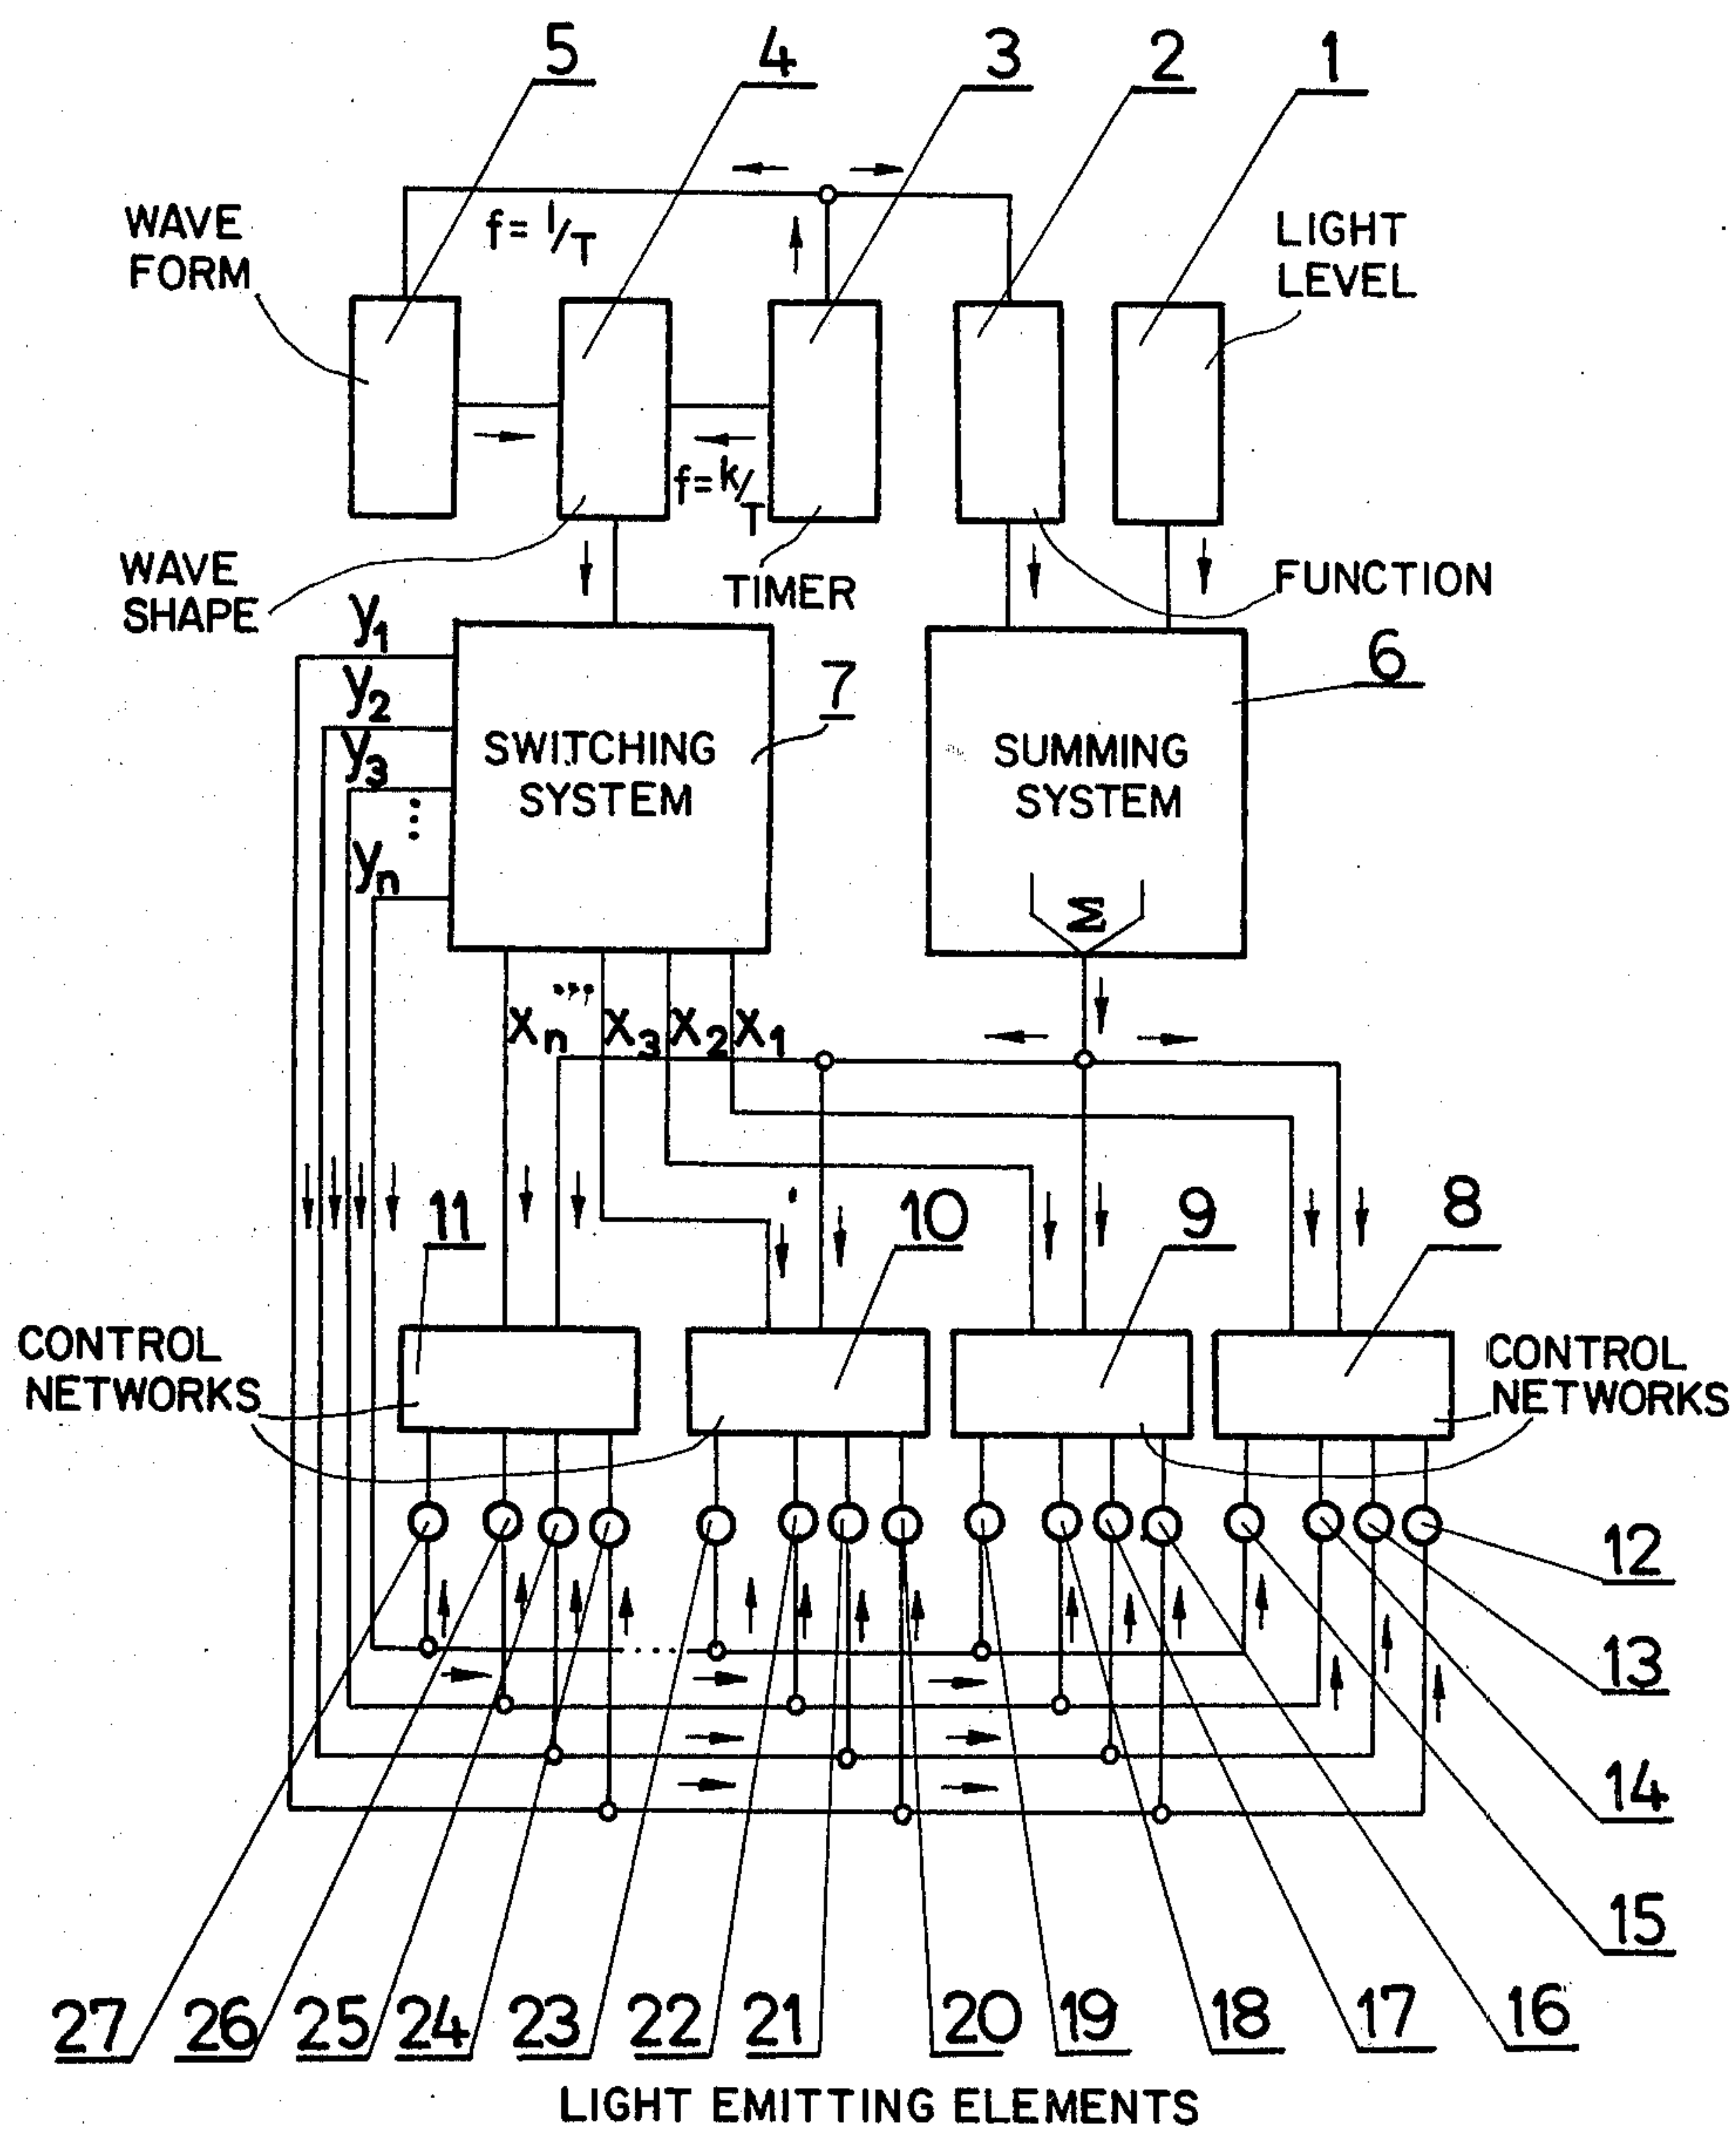 5 4 3 2 1
WAVE
FORM
f= 1/T
LIGHT
LEVEL
f=k/T
WAVE
SHAPE
TIMER
FUNCTION
y1
y2
y3
...
yn
7
6
SWITCHING
SYSTEM
SUMMING
SYSTEM
Σ
...
xn x3 x2 x1
11 10 9 8
CONTROL
NETWORKS
CONTROL
NETWORKS
12
13
14
15
27 26 25 24 23 22 21 20 19 18 17 16
LIGHT EMITTING ELEMENTS